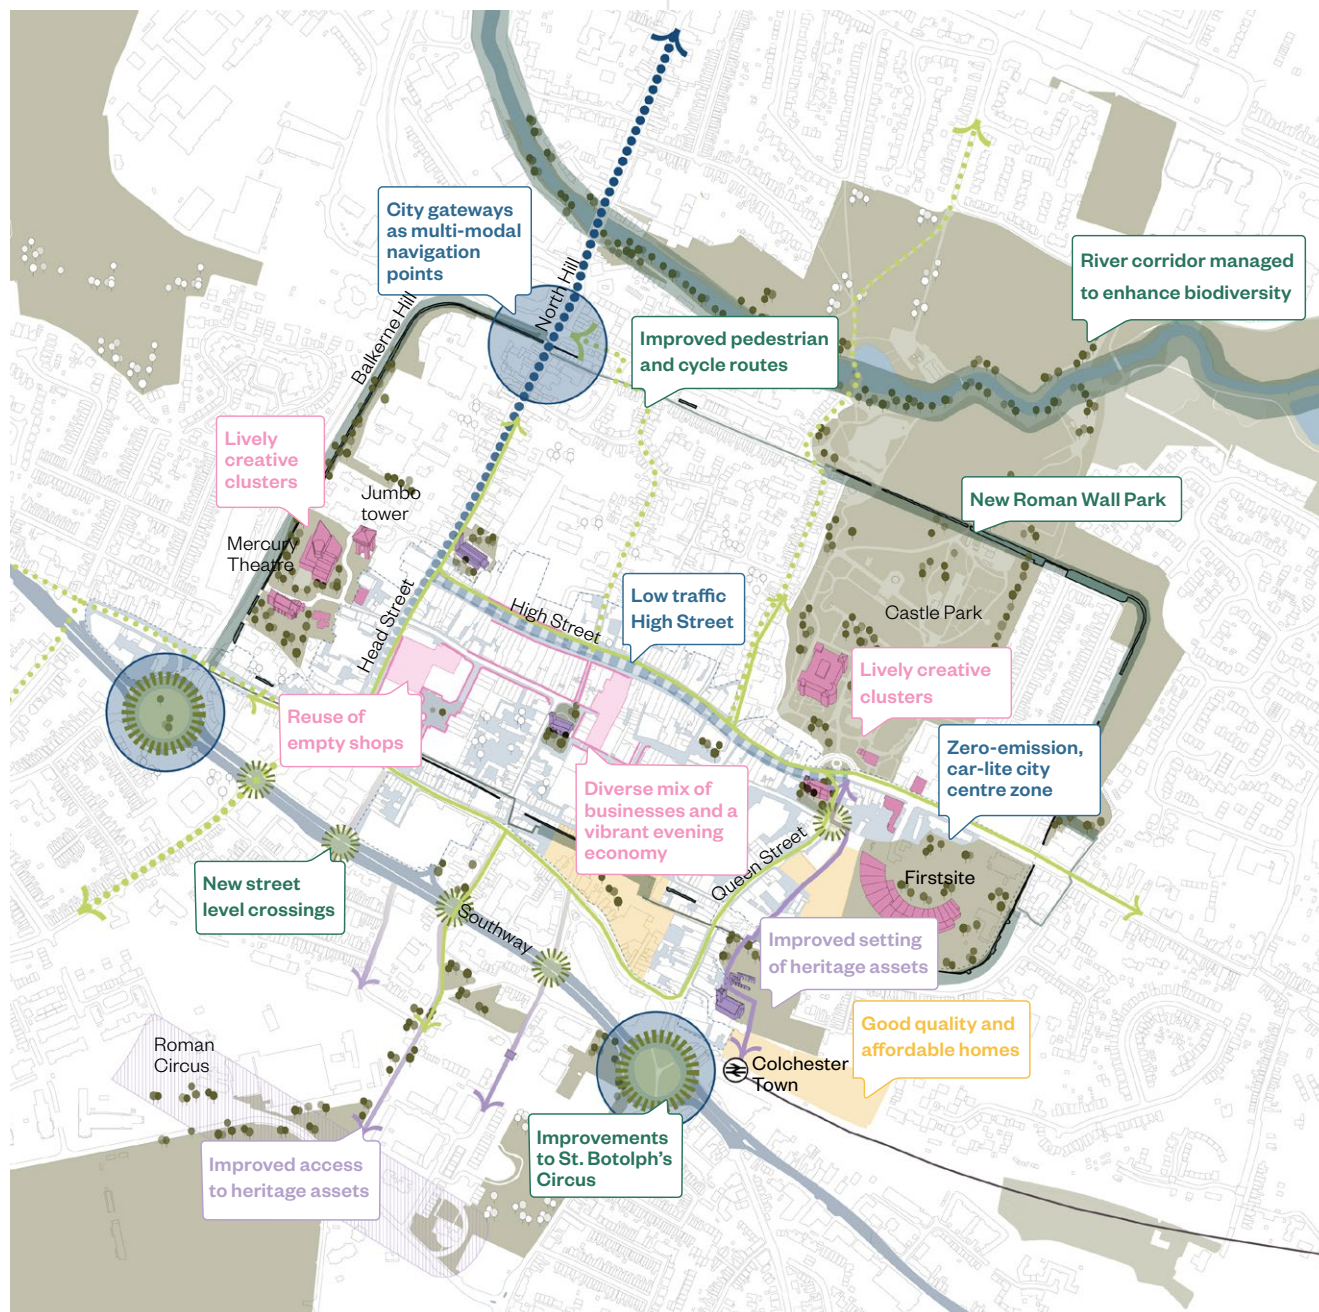 City gateways
as multi-modal
navigation
points
North Hill
Balkerne Hill
River corridor managed
to enhance biodiversity
Improved pedestrian
and cycle routes
Lively
creative
clusters
Jumbo
tower
New Roman Wall Park
Mercury
Theatre
Head Street
High Street
Low traffic
High Street
Castle Park
Lively creative
clusters
Reuse of
empty shops
Zero-emission,
car-lite city
centre zone
Diverse mix of
businesses and a
vibrant evening
economy
Queen Street
Firstsite
New street
level crossings
Southway
Improved setting
of heritage assets
Good quality and
affordable homes
Roman
Circus
Colchester
Town
Improvements
to St. Botolph's
Circus
Improved access
to heritage assets